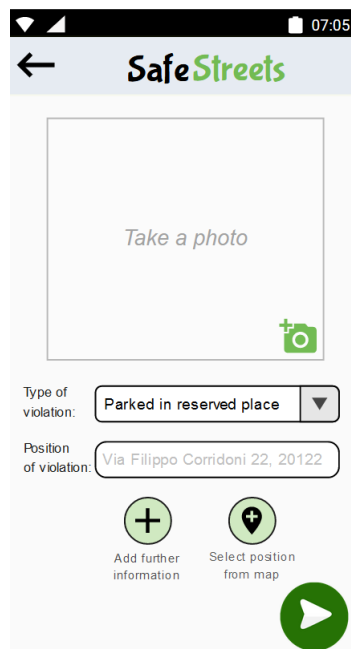 07:05
SafeStreets
Take a photo
Type of
violation:
Parked in reserved place
Position
of violation:
Via Filippo Corridoni 22, 20122
Add further
information
Select position
from map